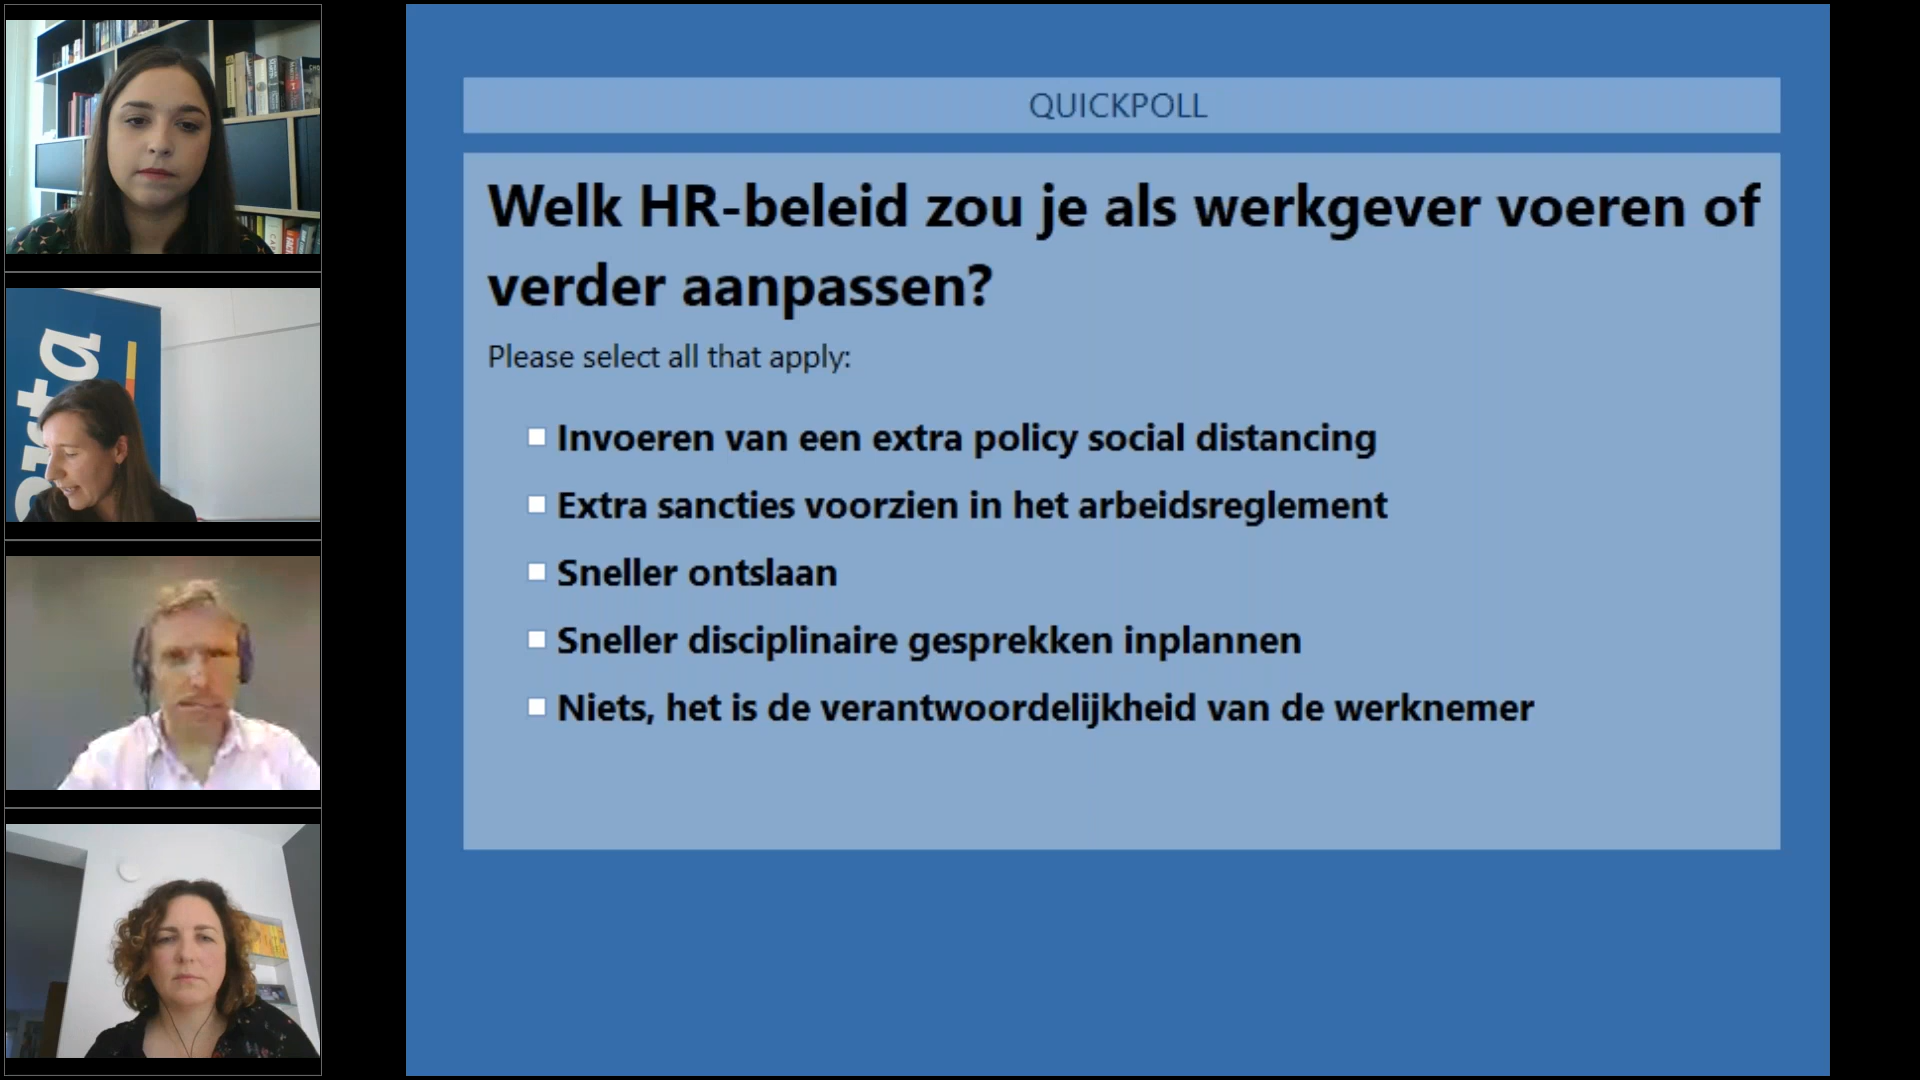 QUICKPOLL
Welk HR-beleid zou je als werkgever voeren of
verder aanpassen?
Please select all that apply:
Invoeren van een extra policy social distancing
Extra sancties voorzien in het arbeidsreglement
Sneller ontslaan
Sneller disciplinaire gesprekken inplannen
Niets, het is de verantwoordelijkheid van de werknemer